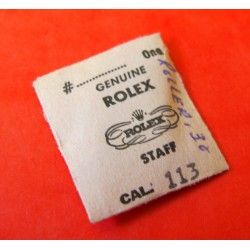 #.............. One
GENUINE
ROLEX
ROLEX
STAFF
CAL: 113